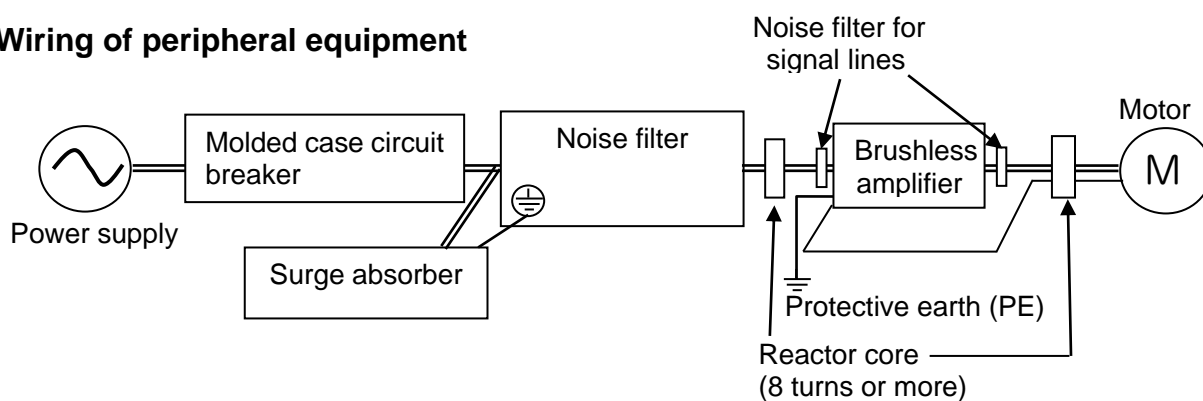 Wiring of peripheral equipment
Noise filter for
signal lines
Motor
Molded case circuit
breaker
Noise filter
Brushless
amplifier
M
Power supply
Surge absorber
Protective earth (PE)
Reactor core
(8 turns or more)